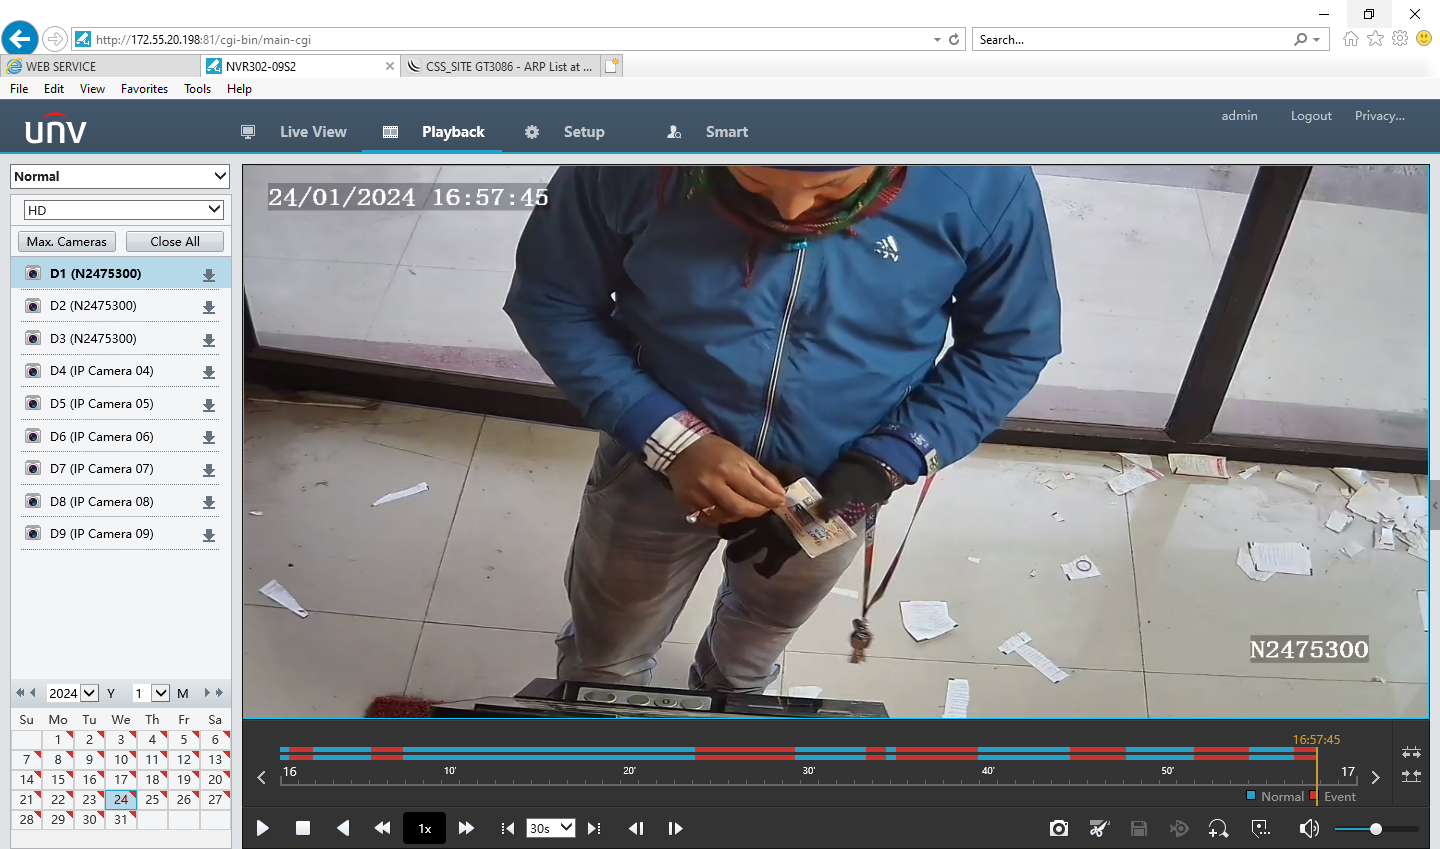 http://172.55.20.198:81/cgi-bin/main-cgi
Search...
WEB SERVICE
NVR302-09S2
CSS_SITE GT3086 - ARP List at ...
File Edit View Favorites Tools Help
unv
Live View
Playback
Setup
Smart
admin
Logout
Privacy...
Normal
HD
Max. Cameras
Close All
D1 (N2475300)
D2 (N2475300)
D3 (N2475300)
D4 (IP Camera 04)
D5 (IP Camera 05)
D6 (IP Camera 06)
D7 (IP Camera 07)
D8 (IP Camera 08)
D9 (IP Camera 09)
2024 Y 1 M
Su Mo Tu We Th Fr Sa
1 2 3 4 5 6
7 8 9 10 11 12 13
14 15 16 17 18 19 20
21 22 23 24 25 26 27
28 29 30 31
24/01/2024 16:57:45
N2475300
16:57:45
16 10' 20' 30' 40' 50' 17
Normal Event
1x
30s